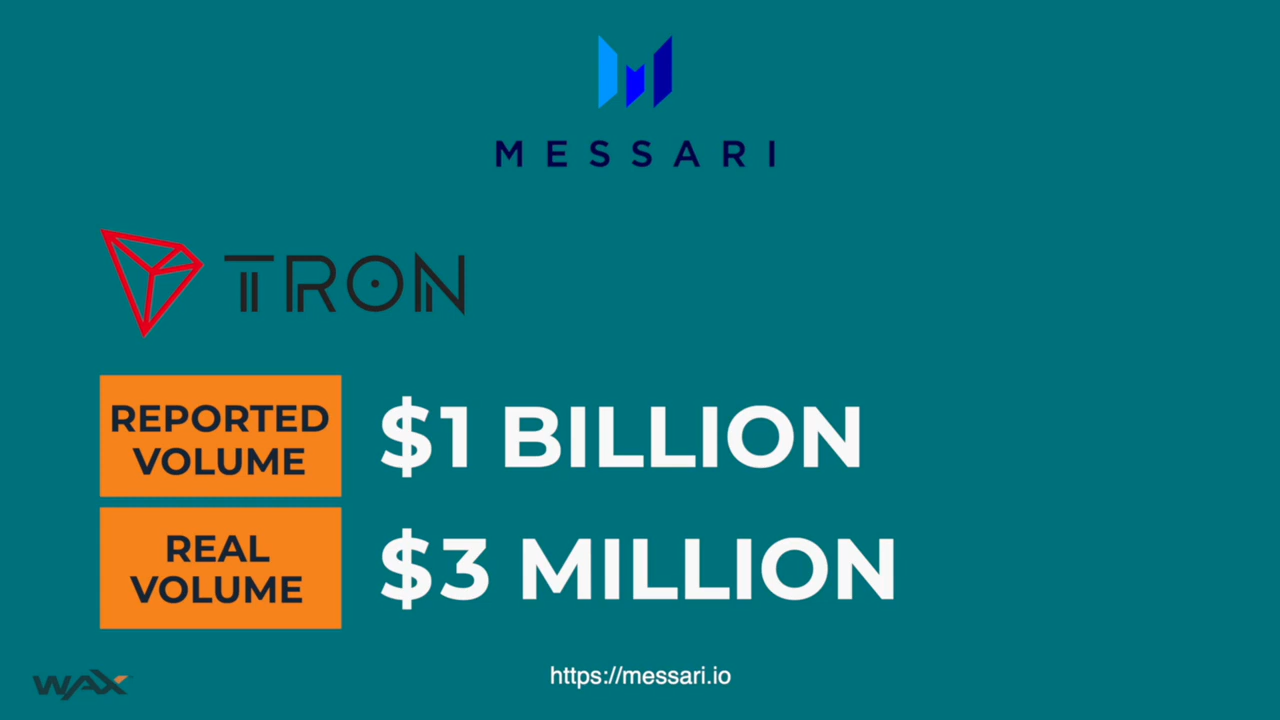 MESSARI
TRON
REPORTED
VOLUME
$1 BILLION
REAL
VOLUME
$3 MILLION
WAX
https://messari.io